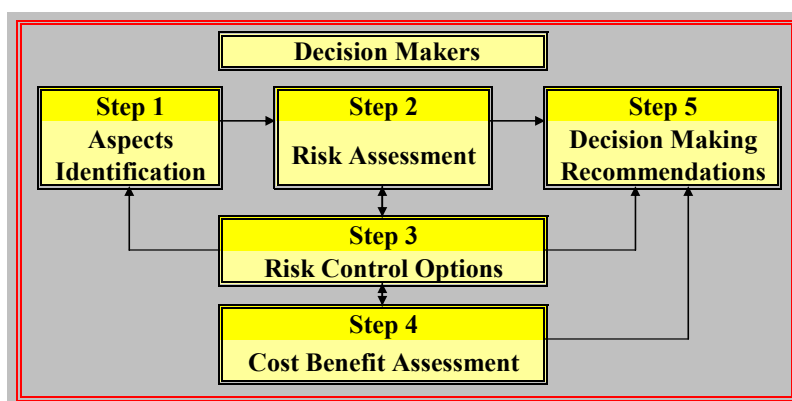 Decision Makers
Step 1
Aspects
Identification
Step 2
Risk Assessment
Step 5
Decision Making
Recommendations
Step 3
Risk Control Options
Step 4
Cost Benefit Assessment